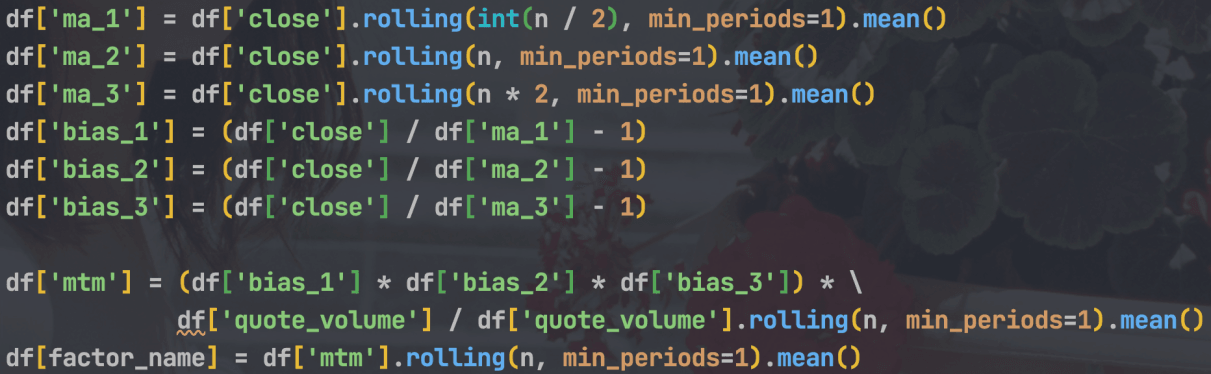 df['ma_1'] = df['close'].rolling(int(n / 2), min_periods=1).mean()
df['ma_2'] = df['close'].rolling(n, min_periods=1).mean()
df['ma_3'] = df['close'].rolling(n * 2, min_periods=1).mean()
df['bias_1'] = (df['close'] / df['ma_1'] - 1)
df['bias_2'] = (df['close'] / df['ma_2'] - 1)
df['bias_3'] = (df['close'] / df['ma_3'] - 1)
df['mtm'] = (df['bias_1'] * df['bias_2'] * df['bias_3']) * \
df['quote_volume'] / df['quote_volume'].rolling(n, min_periods=1).mean()
df[factor_name] = df['mtm'].rolling(n, min_periods=1).mean()